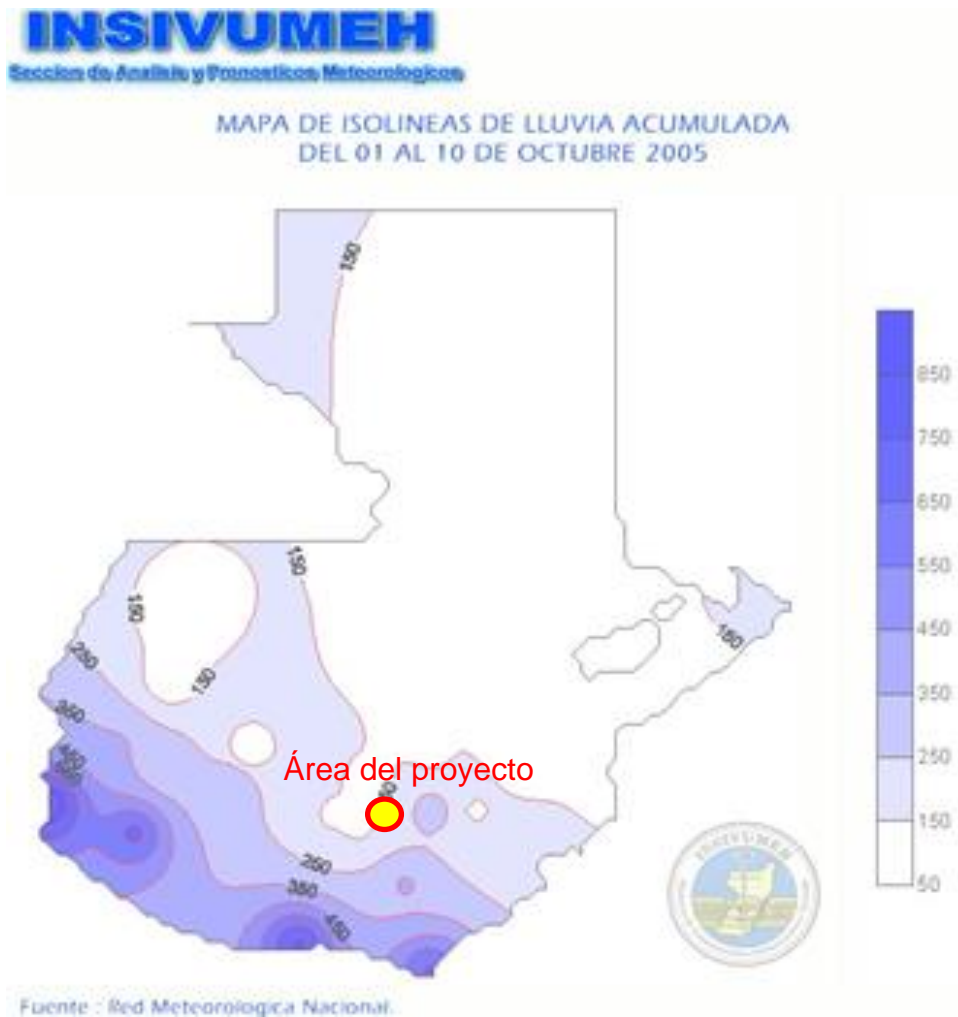 INSIVUMEH
Seccion de Analisis y Pronosticos Meteorologicos
MAPA DE ISOLINEAS DE LLUVIA ACUMULADA
DEL 01 AL 10 DE OCTUBRE 2005
150
150
150
150
150
250
350
450
Área del proyecto
250
350
450
850
750
650
550
450
350
250
150
50
INSIVUMEH
Fuente : Red Meteorologica Nacional.